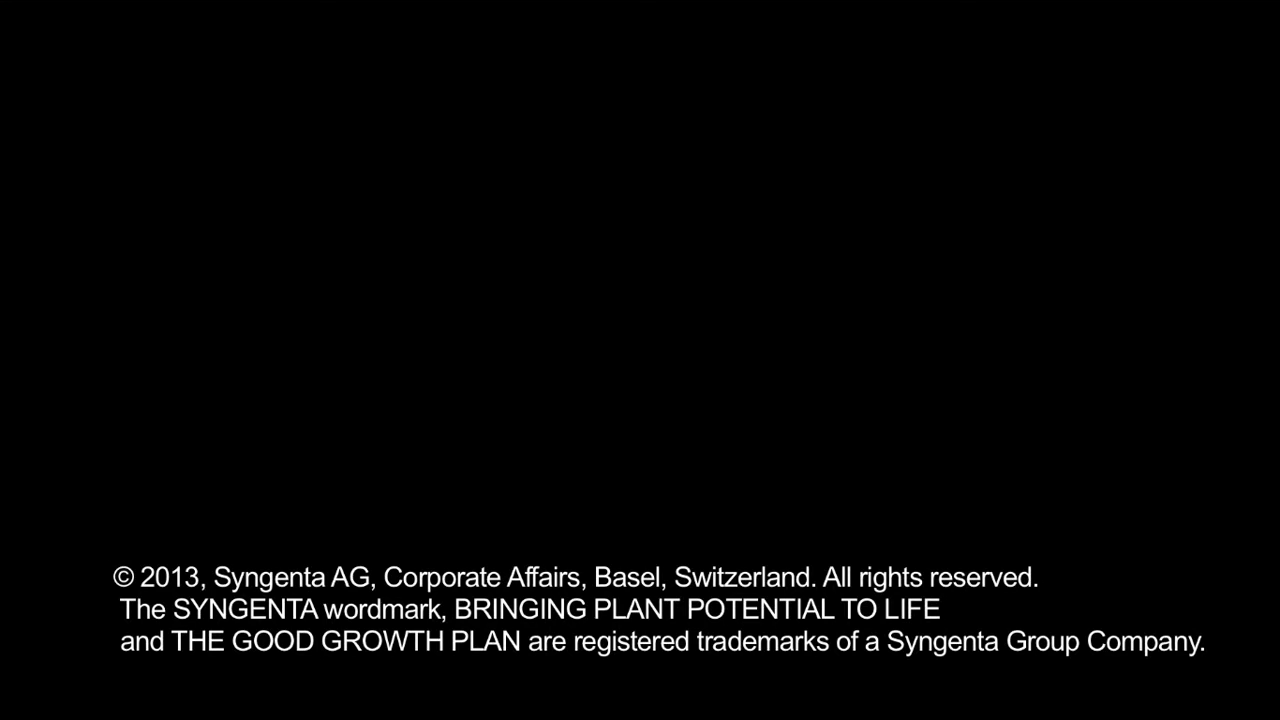 © 2013, Syngenta AG, Corporate Affairs, Basel, Switzerland. All rights reserved.
The SYNGENTA wordmark, BRINGING PLANT POTENTIAL TO LIFE
and THE GOOD GROWTH PLAN are registered trademarks of a Syngenta Group Company.